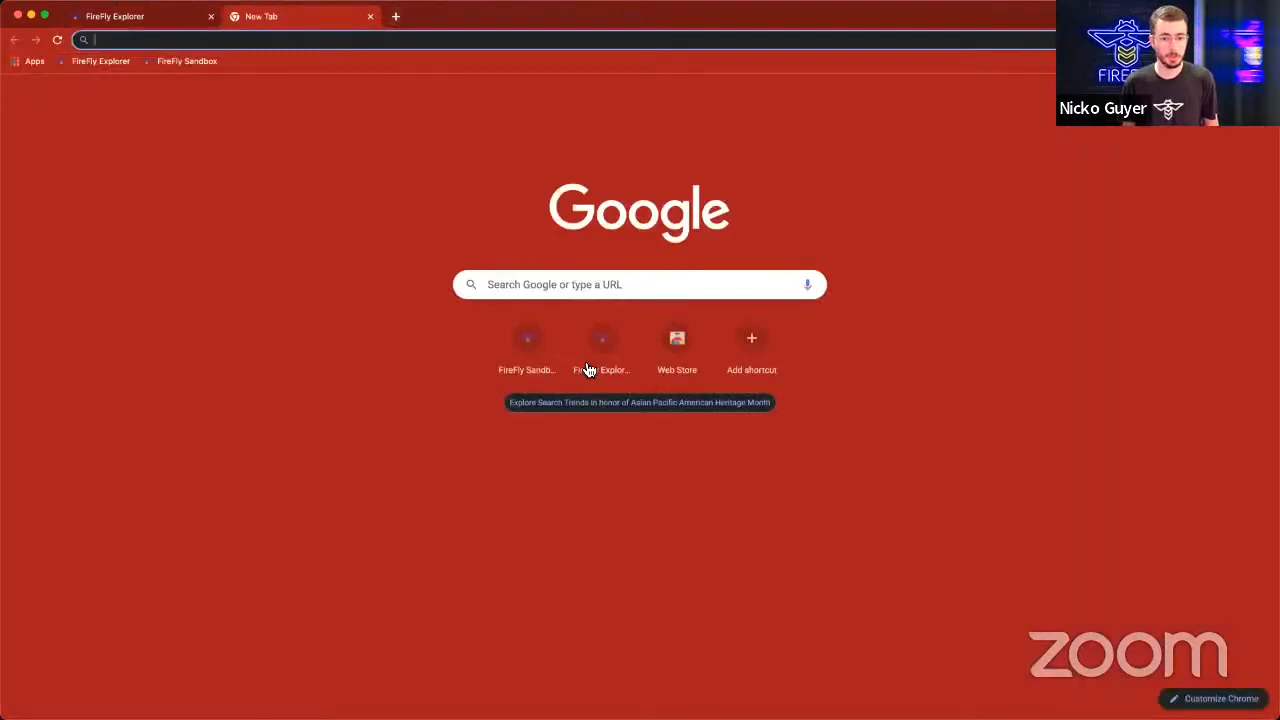 FireFly Explorer
New Tab
Apps
FireFly Explorer
FireFly Sandbox
Nicko Guyer
Google
Search Google or type a URL
FireFly Sandb...
Explor...
Web Store
Add shortcut
Explore Search Trends in honor of Asian Pacific American Heritage Month
zoom
Customize Chrome